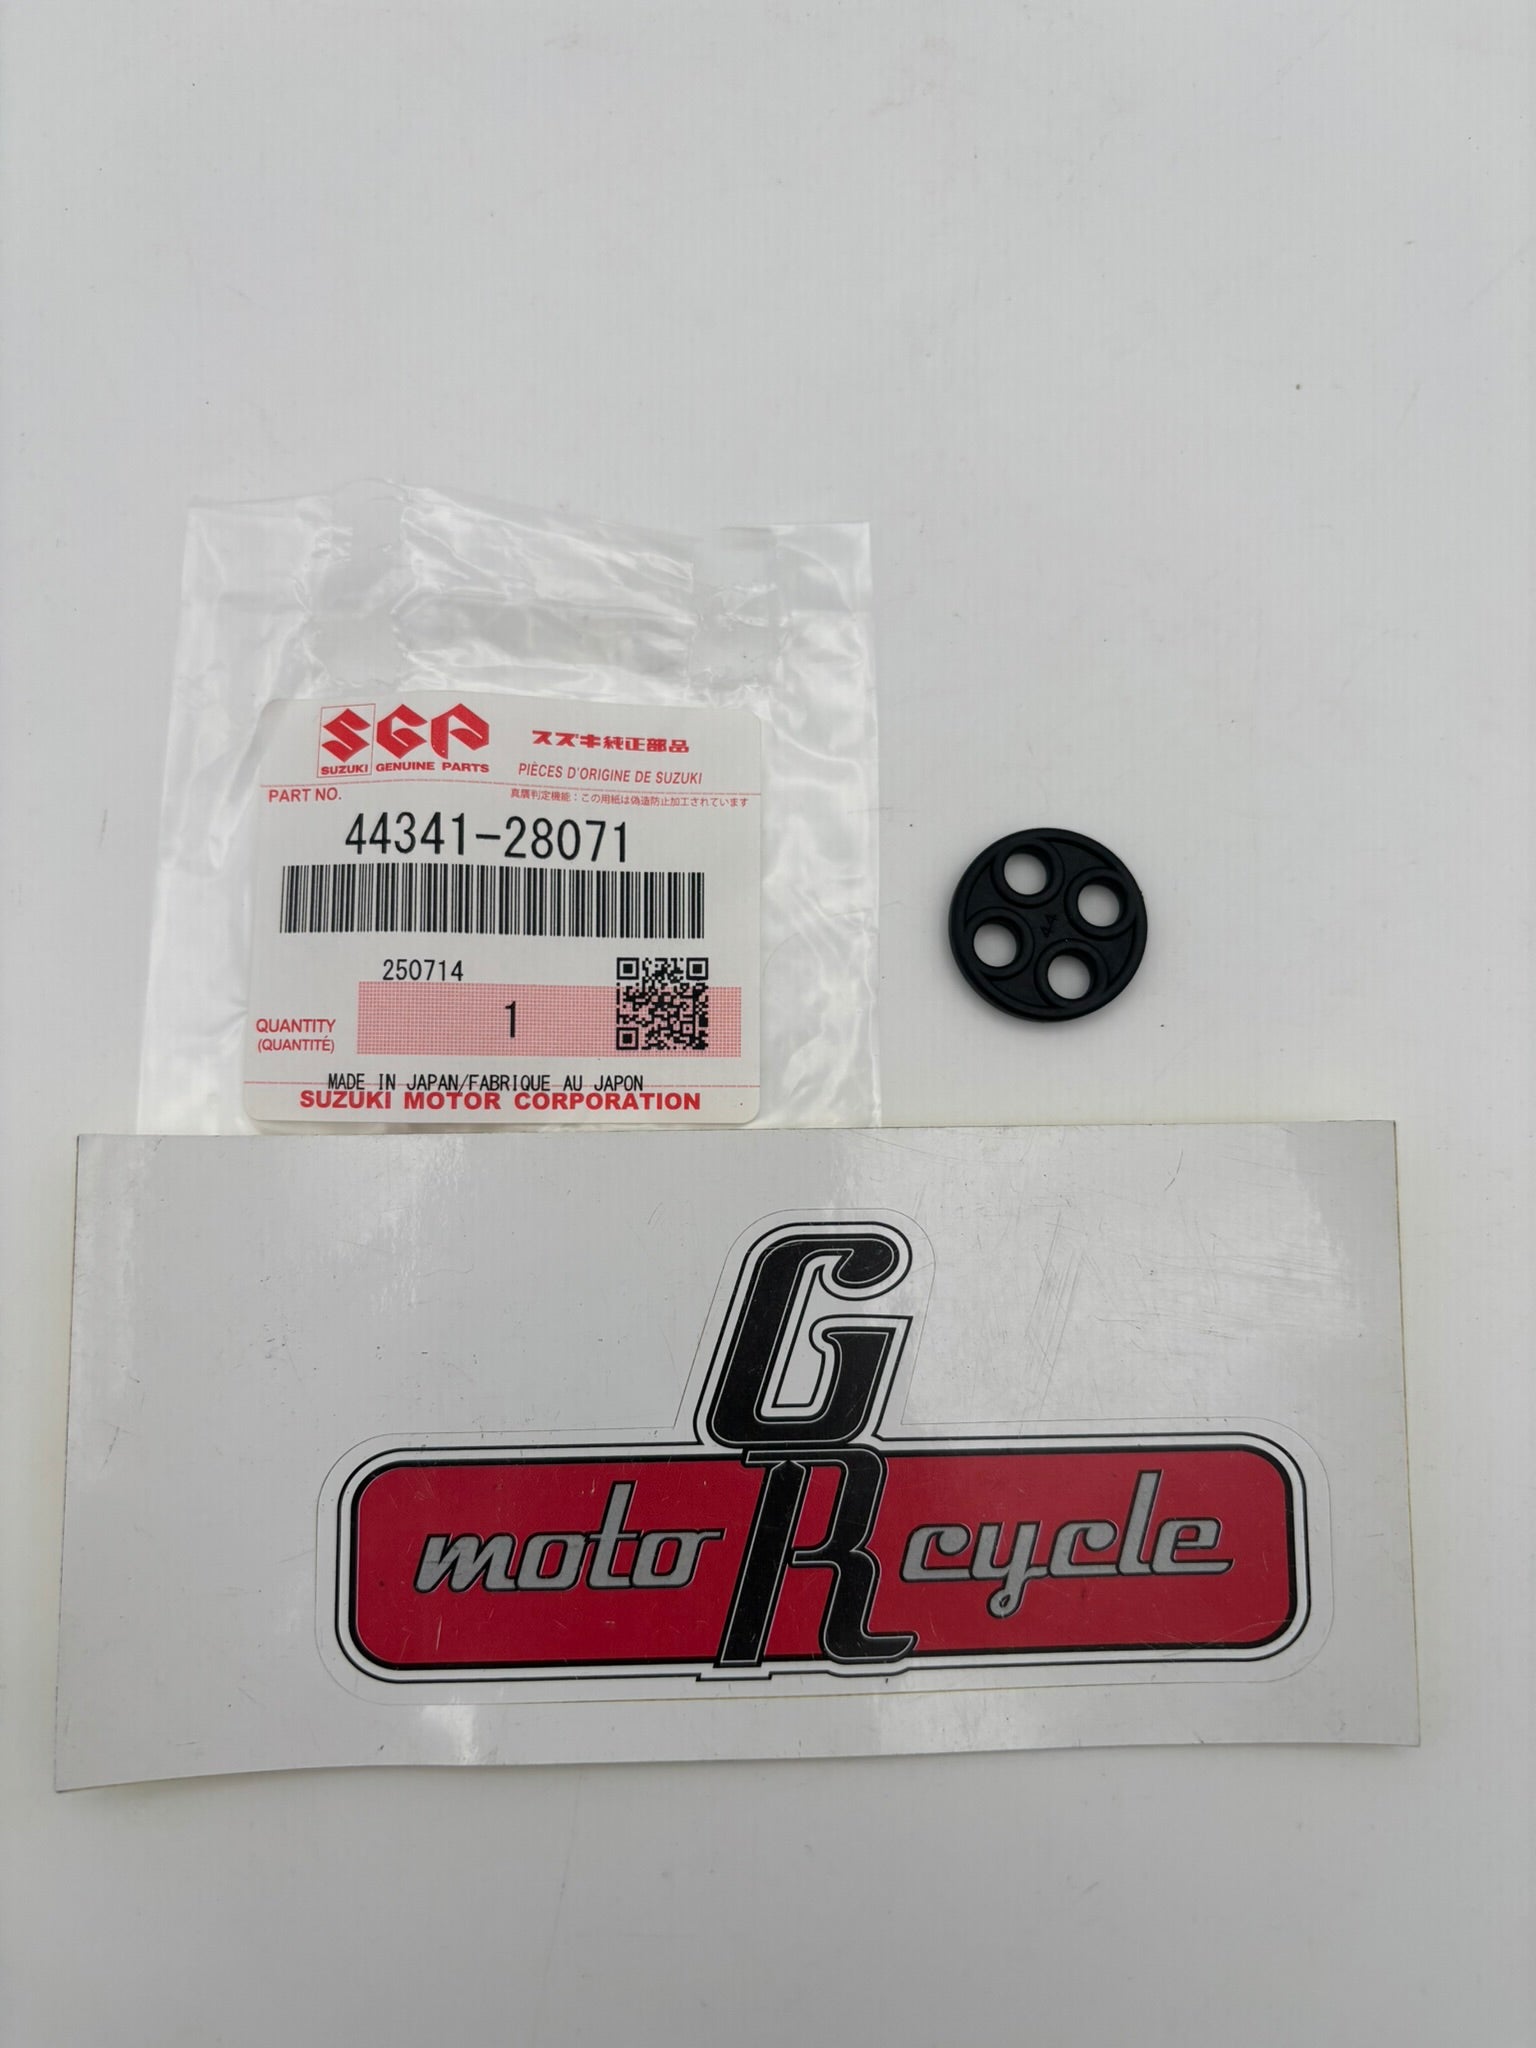 SGP
スズキ純正部品
SUZUKI GENUINE PARTS
PIÈCES D'ORIGINE DE SUZUKI
PART NO.
真贋判定機能：この用紙は偽造防止加工されています
44341-28071
250714
QUANTITY
(QUANTITÉ)
1
MADE IN JAPAN/FABRIQUE AU JAPON
SUZUKI MOTOR CORPORATION
G
moto R cycle